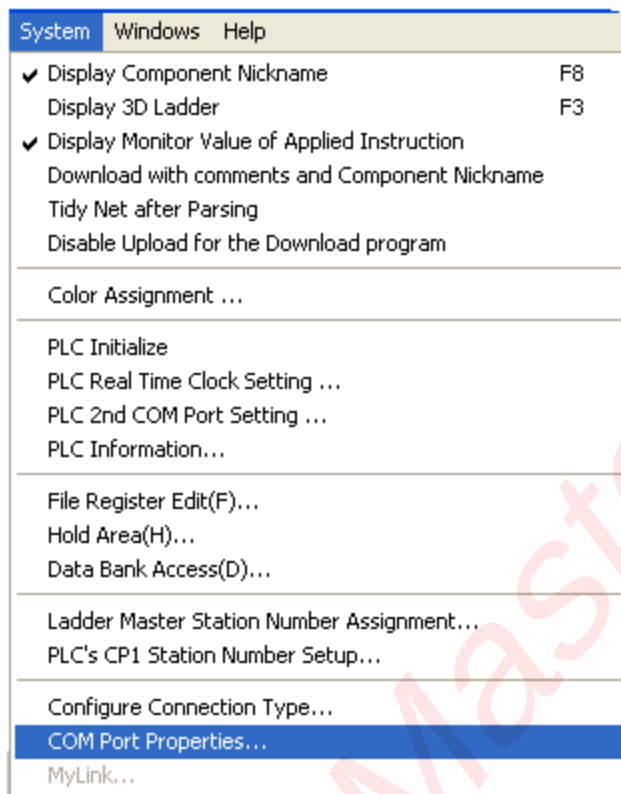 System Windows Help
✔ Display Component Nickname F8
Display 3D Ladder F3
✔ Display Monitor Value of Applied Instruction
Download with comments and Component Nickname
Tidy Net after Parsing
Disable Upload for the Download program
Color Assignment ...
PLC Initialize
PLC Real Time Clock Setting ...
PLC 2nd COM Port Setting ...
PLC Information...
File Register Edit(F)...
Hold Area(H)...
Data Bank Access(D)...
Ladder Master Station Number Assignment...
PLC's CP1 Station Number Setup...
Configure Connection Type...
COM Port Properties...
MyLink...
Maste